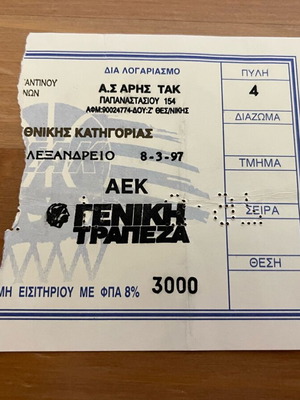 ΔΙΑ ΛΟΓΑΡΙΑΣΜΟ
ΠΥΛΗ
ΑΝΤΙΝΟΥ
ΝΩΝ
Α.Σ ΑΡΗΣ ΤΑΚ
ΠΑΠΑΝΑΣΤΑΣΙΟΥ 154
ΑΦΜ:90024774-ΔΟΥ:Ζ' ΘΕΣ/ΝΙΚΗΣ
4
ΔΙΑΖΩΜΑ
ΘΝΙΚΗΣ ΚΑΤΗΓΟΡΙΑΣ
ΛΕΞΑΝΔΡΕΙΟ 8-3-97
ΤΜΗΜΑ
ΑΕΚ
ΓΕΝΙΚΗ
ΤΡΑΠΕΖΑ
ΣΕΙΡΑ
ΘΕΣΗ
ΜΗ ΕΙΣΙΤΗΡΙΟΥ ΜΕ ΦΠΑ 8% 3000